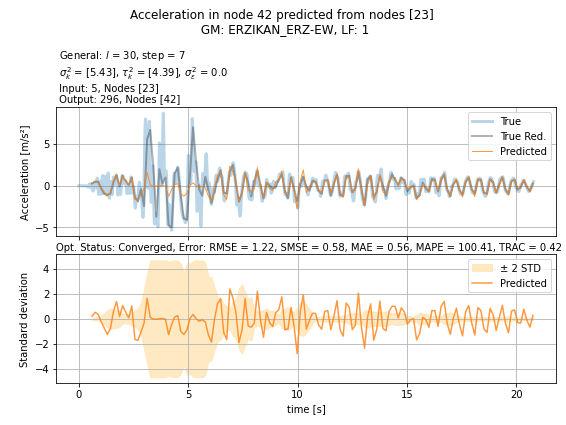 Acceleration in node 42 predicted from nodes [23]
GM: ERZIKAN_ERZ-EW, LF: 1
General: l = 30, step = 7
σ²ₖ = [5.43], τ²ₖ = [4.39], σ²ε = 0.0
Input: 5, Nodes [23]
Output: 296, Nodes [42]
True
True Red.
Predicted
Acceleration [m/s²]
5
0
−5
Opt. Status: Converged, Error: RMSE = 1.22, SMSE = 0.58, MAE = 0.56, MAPE = 100.41, TRAC = 0.42
± 2 STD
Predicted
Standard deviation
4
2
0
−2
−4
0 5 10 15 20
time [s]